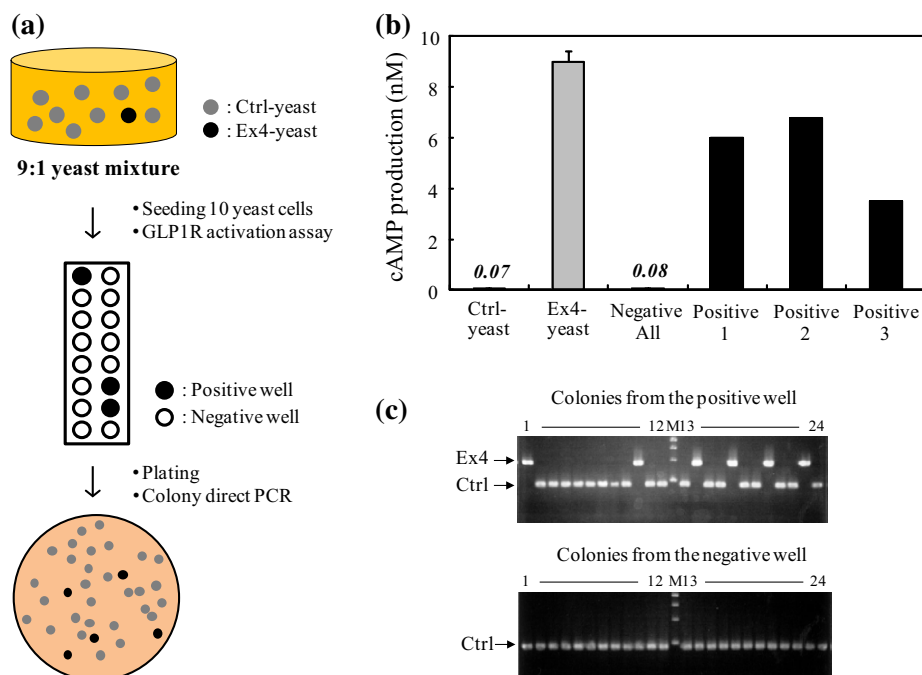 (a)
: Ctrl-yeast
: Ex4-yeast
9:1 yeast mixture
• Seeding 10 yeast cells
• GLP1R activation assay
: Positive well
: Negative well
• Plating
• Colony direct PCR
(b)
cAMP production (nM)
10
8
6
4
2
0
0.07
0.08
Ctrl-
yeast
Ex4-
yeast
Negative
All
Positive
1
Positive
2
Positive
3
(c)
Colonies from the positive well
1 12 M 13 24
Ex4
Ctrl
Colonies from the negative well
1 12 M 13 24
Ctrl